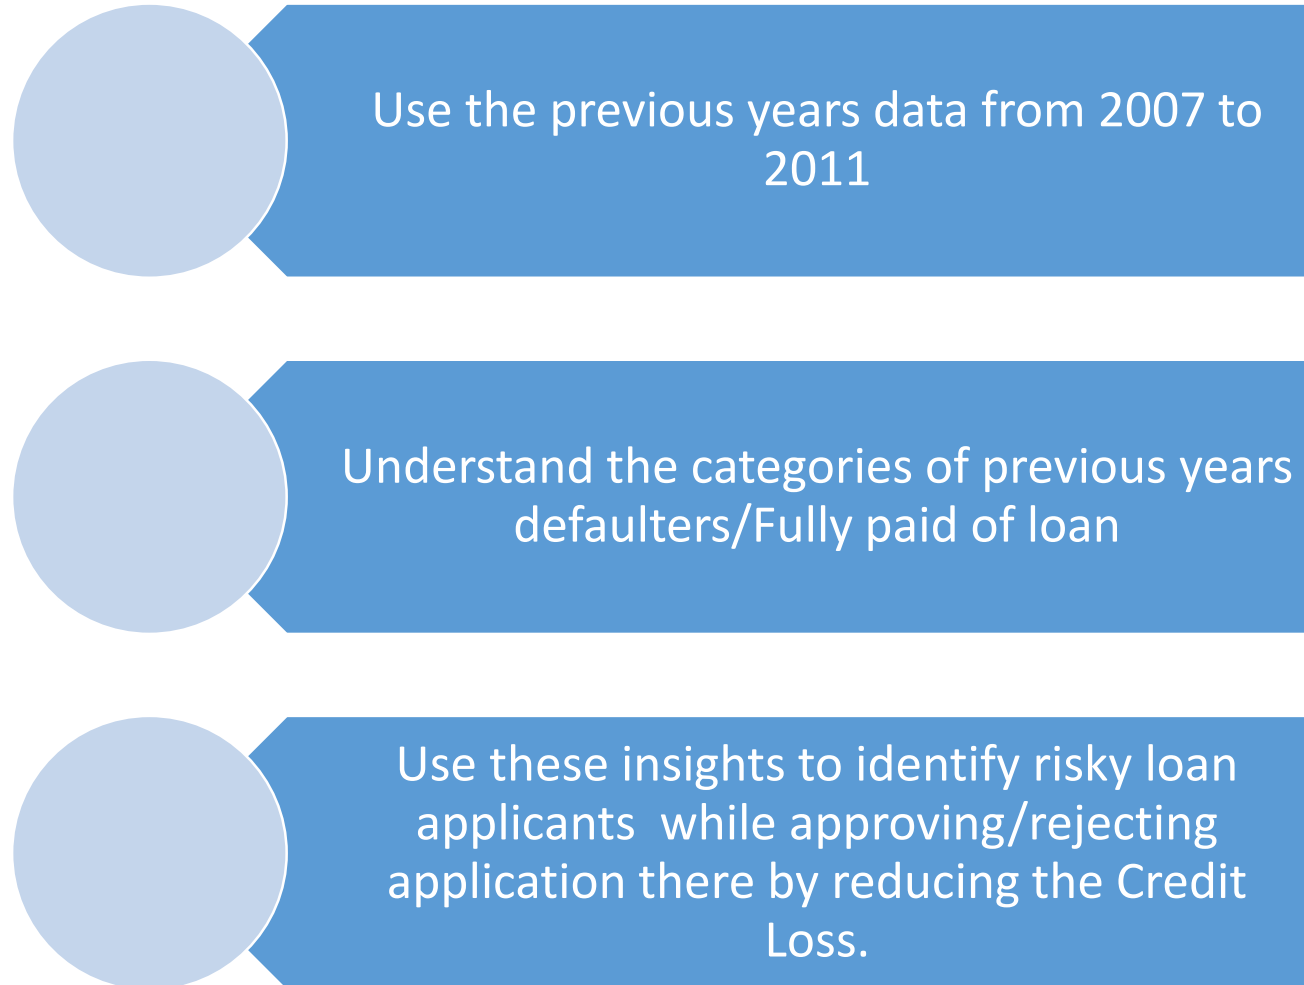 Use the previous years data from 2007 to
2011
Understand the categories of previous years
defaulters/Fully paid of loan
Use these insights to identify risky loan
applicants  while approving/rejecting
application there by reducing the Credit
Loss.